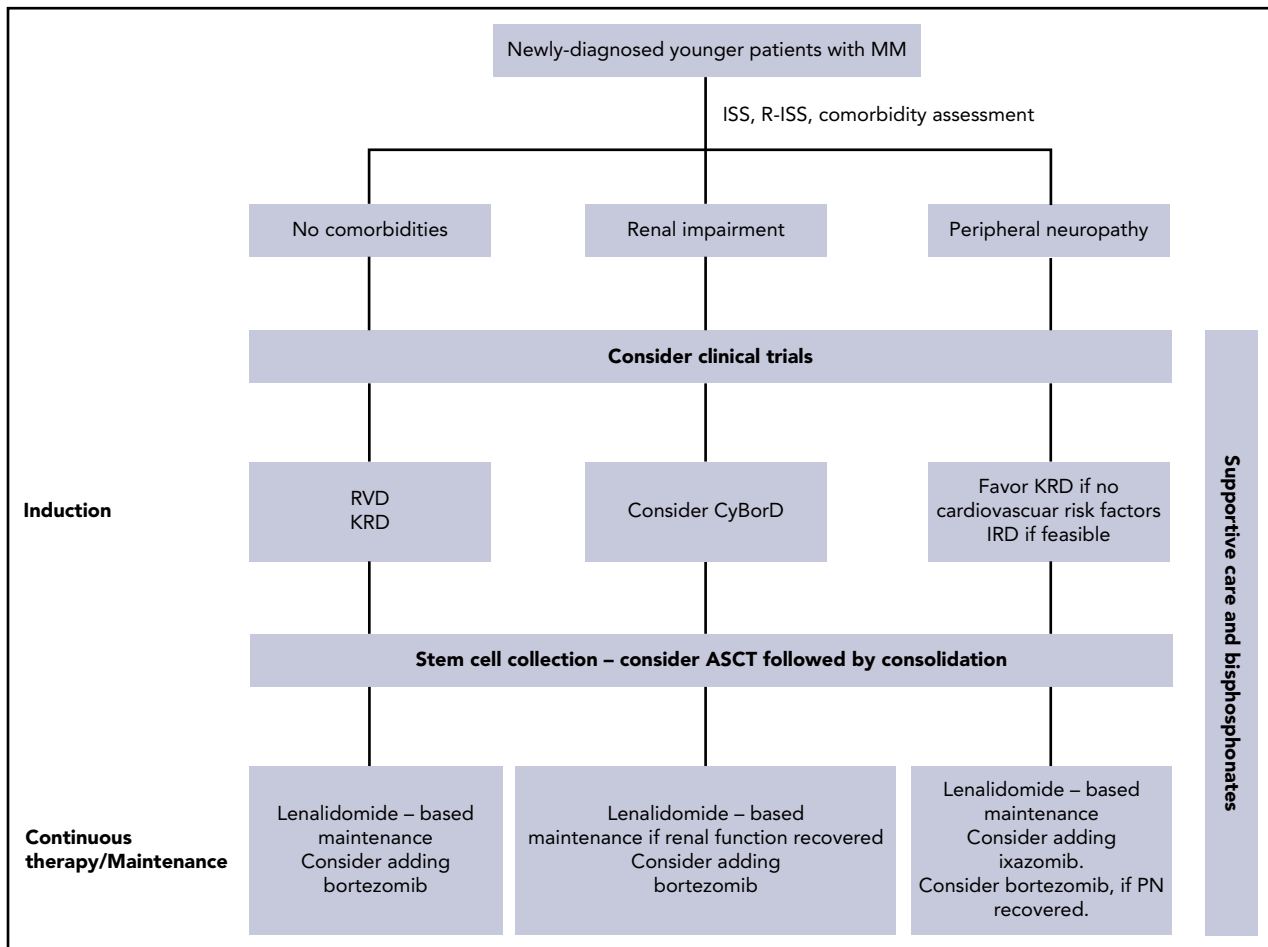 Newly-diagnosed younger patients with MM
ISS, R-ISS, comorbidity assessment
No comorbidities
Renal impairment
Peripheral neuropathy
Consider clinical trials
Induction
RVD
KRD
Consider CyBorD
Favor KRD if no
cardiovascuar risk factors
IRD if feasible
Stem cell collection – consider ASCT followed by consolidation
Continuous
therapy/Maintenance
Lenalidomide – based
maintenance
Consider adding
bortezomib
Lenalidomide – based
maintenance if renal function recovered
Consider adding
bortezomib
Lenalidomide – based
maintenance
Consider adding
ixazomib.
Consider bortezomib, if PN
recovered.
Supportive care and bisphosphonates